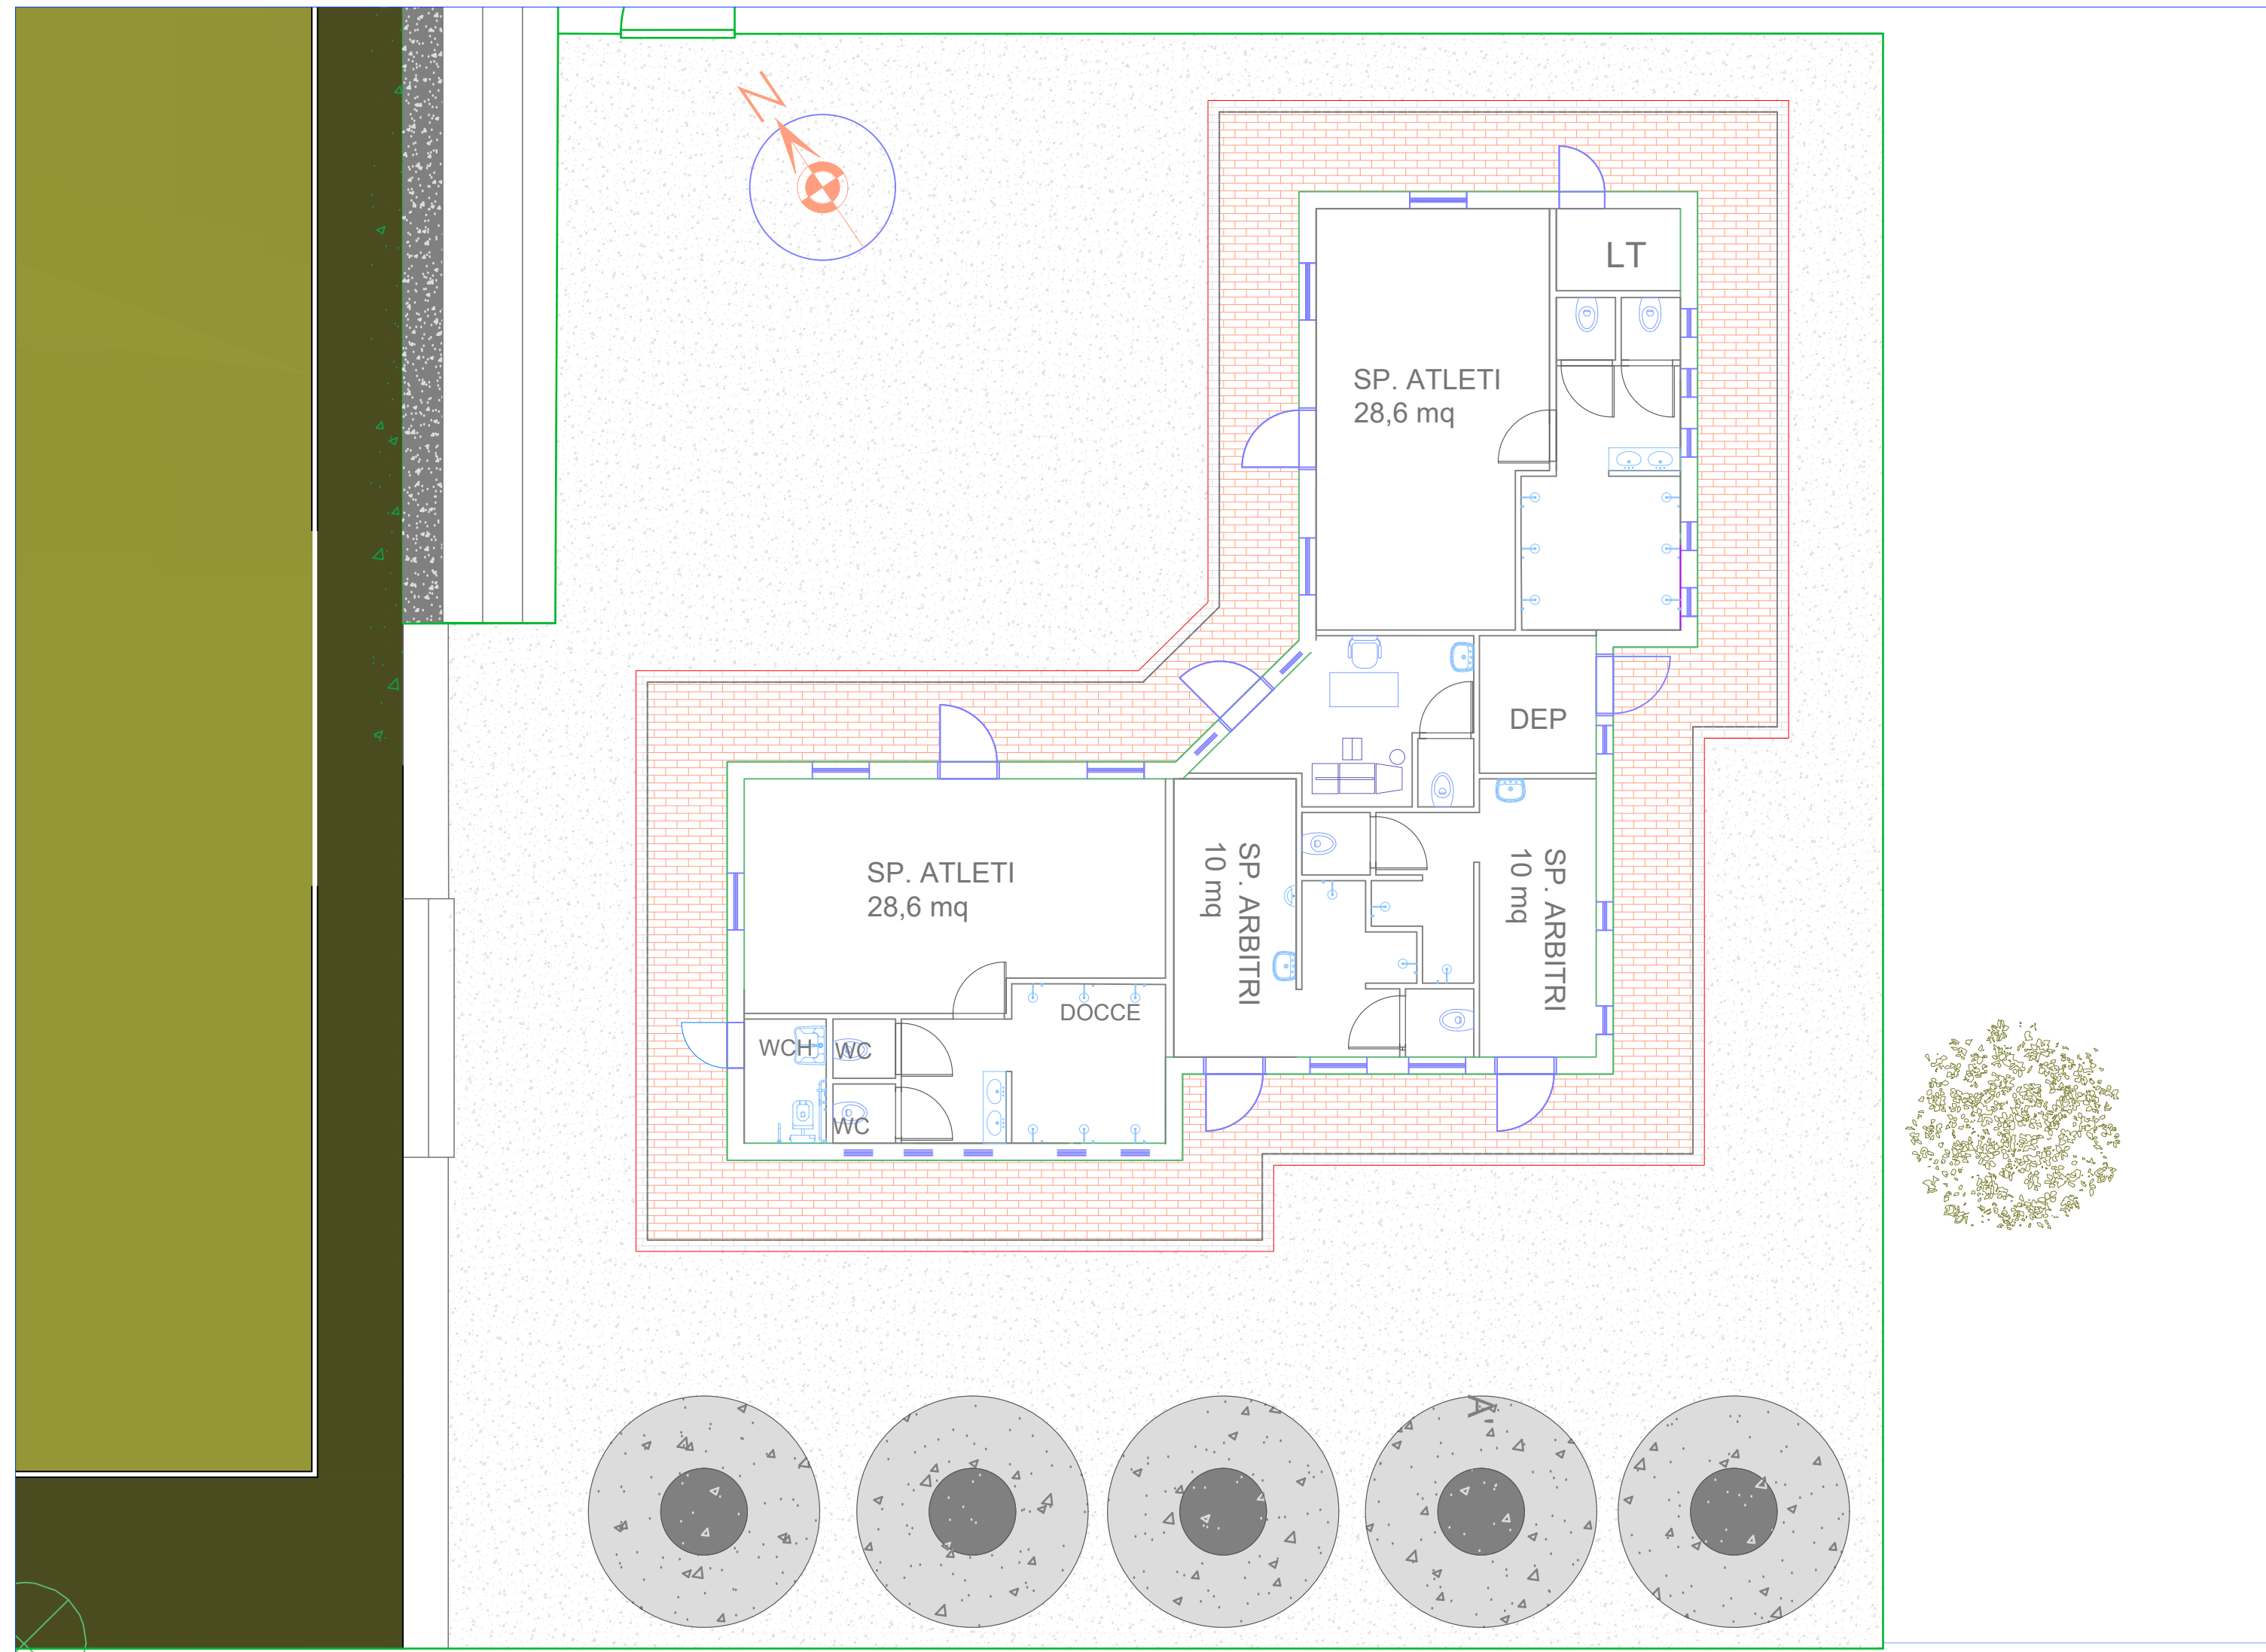 N
LT
SP. ATLETI
28,6 mq
DEP
SP. ATLETI
28,6 mq
SP. ARBITRI
10 mq
SP. ARBITRI
10 mq
DOCCE
WCH
WC
WC
A'